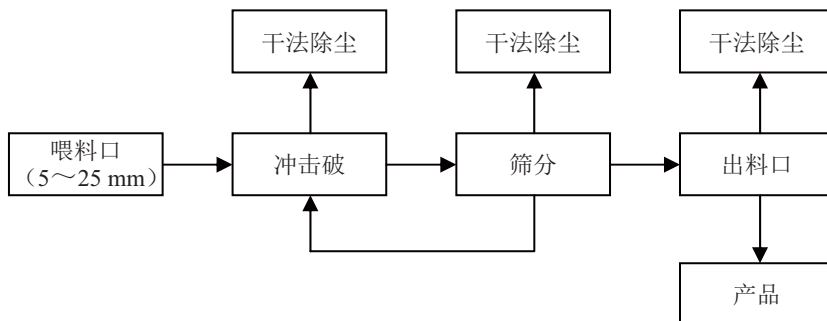 干法除尘
干法除尘
干法除尘
喂料口
（5～25 mm）
冲击破
筛分
出料口
产品